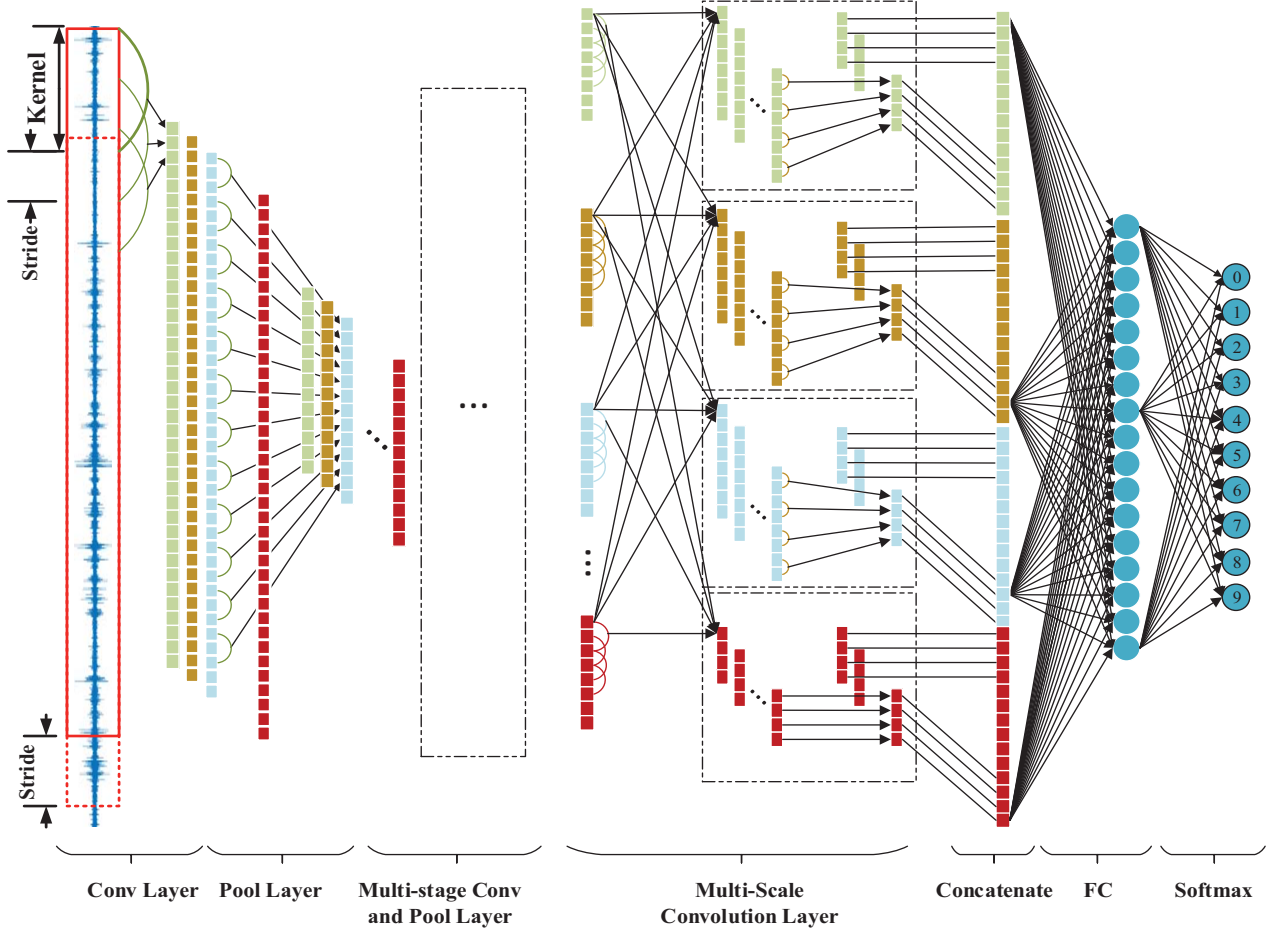 Kernel
Stride
Stride
0
1
2
3
4
5
6
7
8
9
Conv Layer
Pool Layer
Multi-stage Conv
and Pool Layer
Multi-Scale
Convolution Layer
Concatenate
FC
Softmax